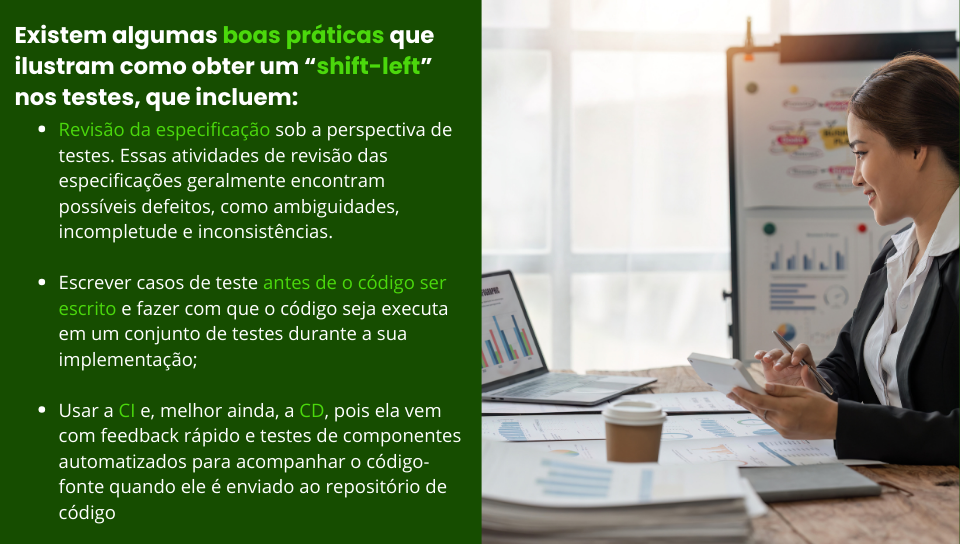 Existem algumas boas práticas que
ilustram como obter um “shift-left”
nos testes, que incluem:
• Revisão da especificação sob a perspectiva de
testes. Essas atividades de revisão das
especificações geralmente encontram
possíveis defeitos, como ambiguidades,
incompletude e inconsistências.
• Escrever casos de teste antes de o código ser
escrito e fazer com que o código seja executa
em um conjunto de testes durante a sua
implementação;
• Usar a CI e, melhor ainda, a CD, pois ela vem
com feedback rápido e testes de componentes
automatizados para acompanhar o código-
fonte quando ele é enviado ao repositório de
código